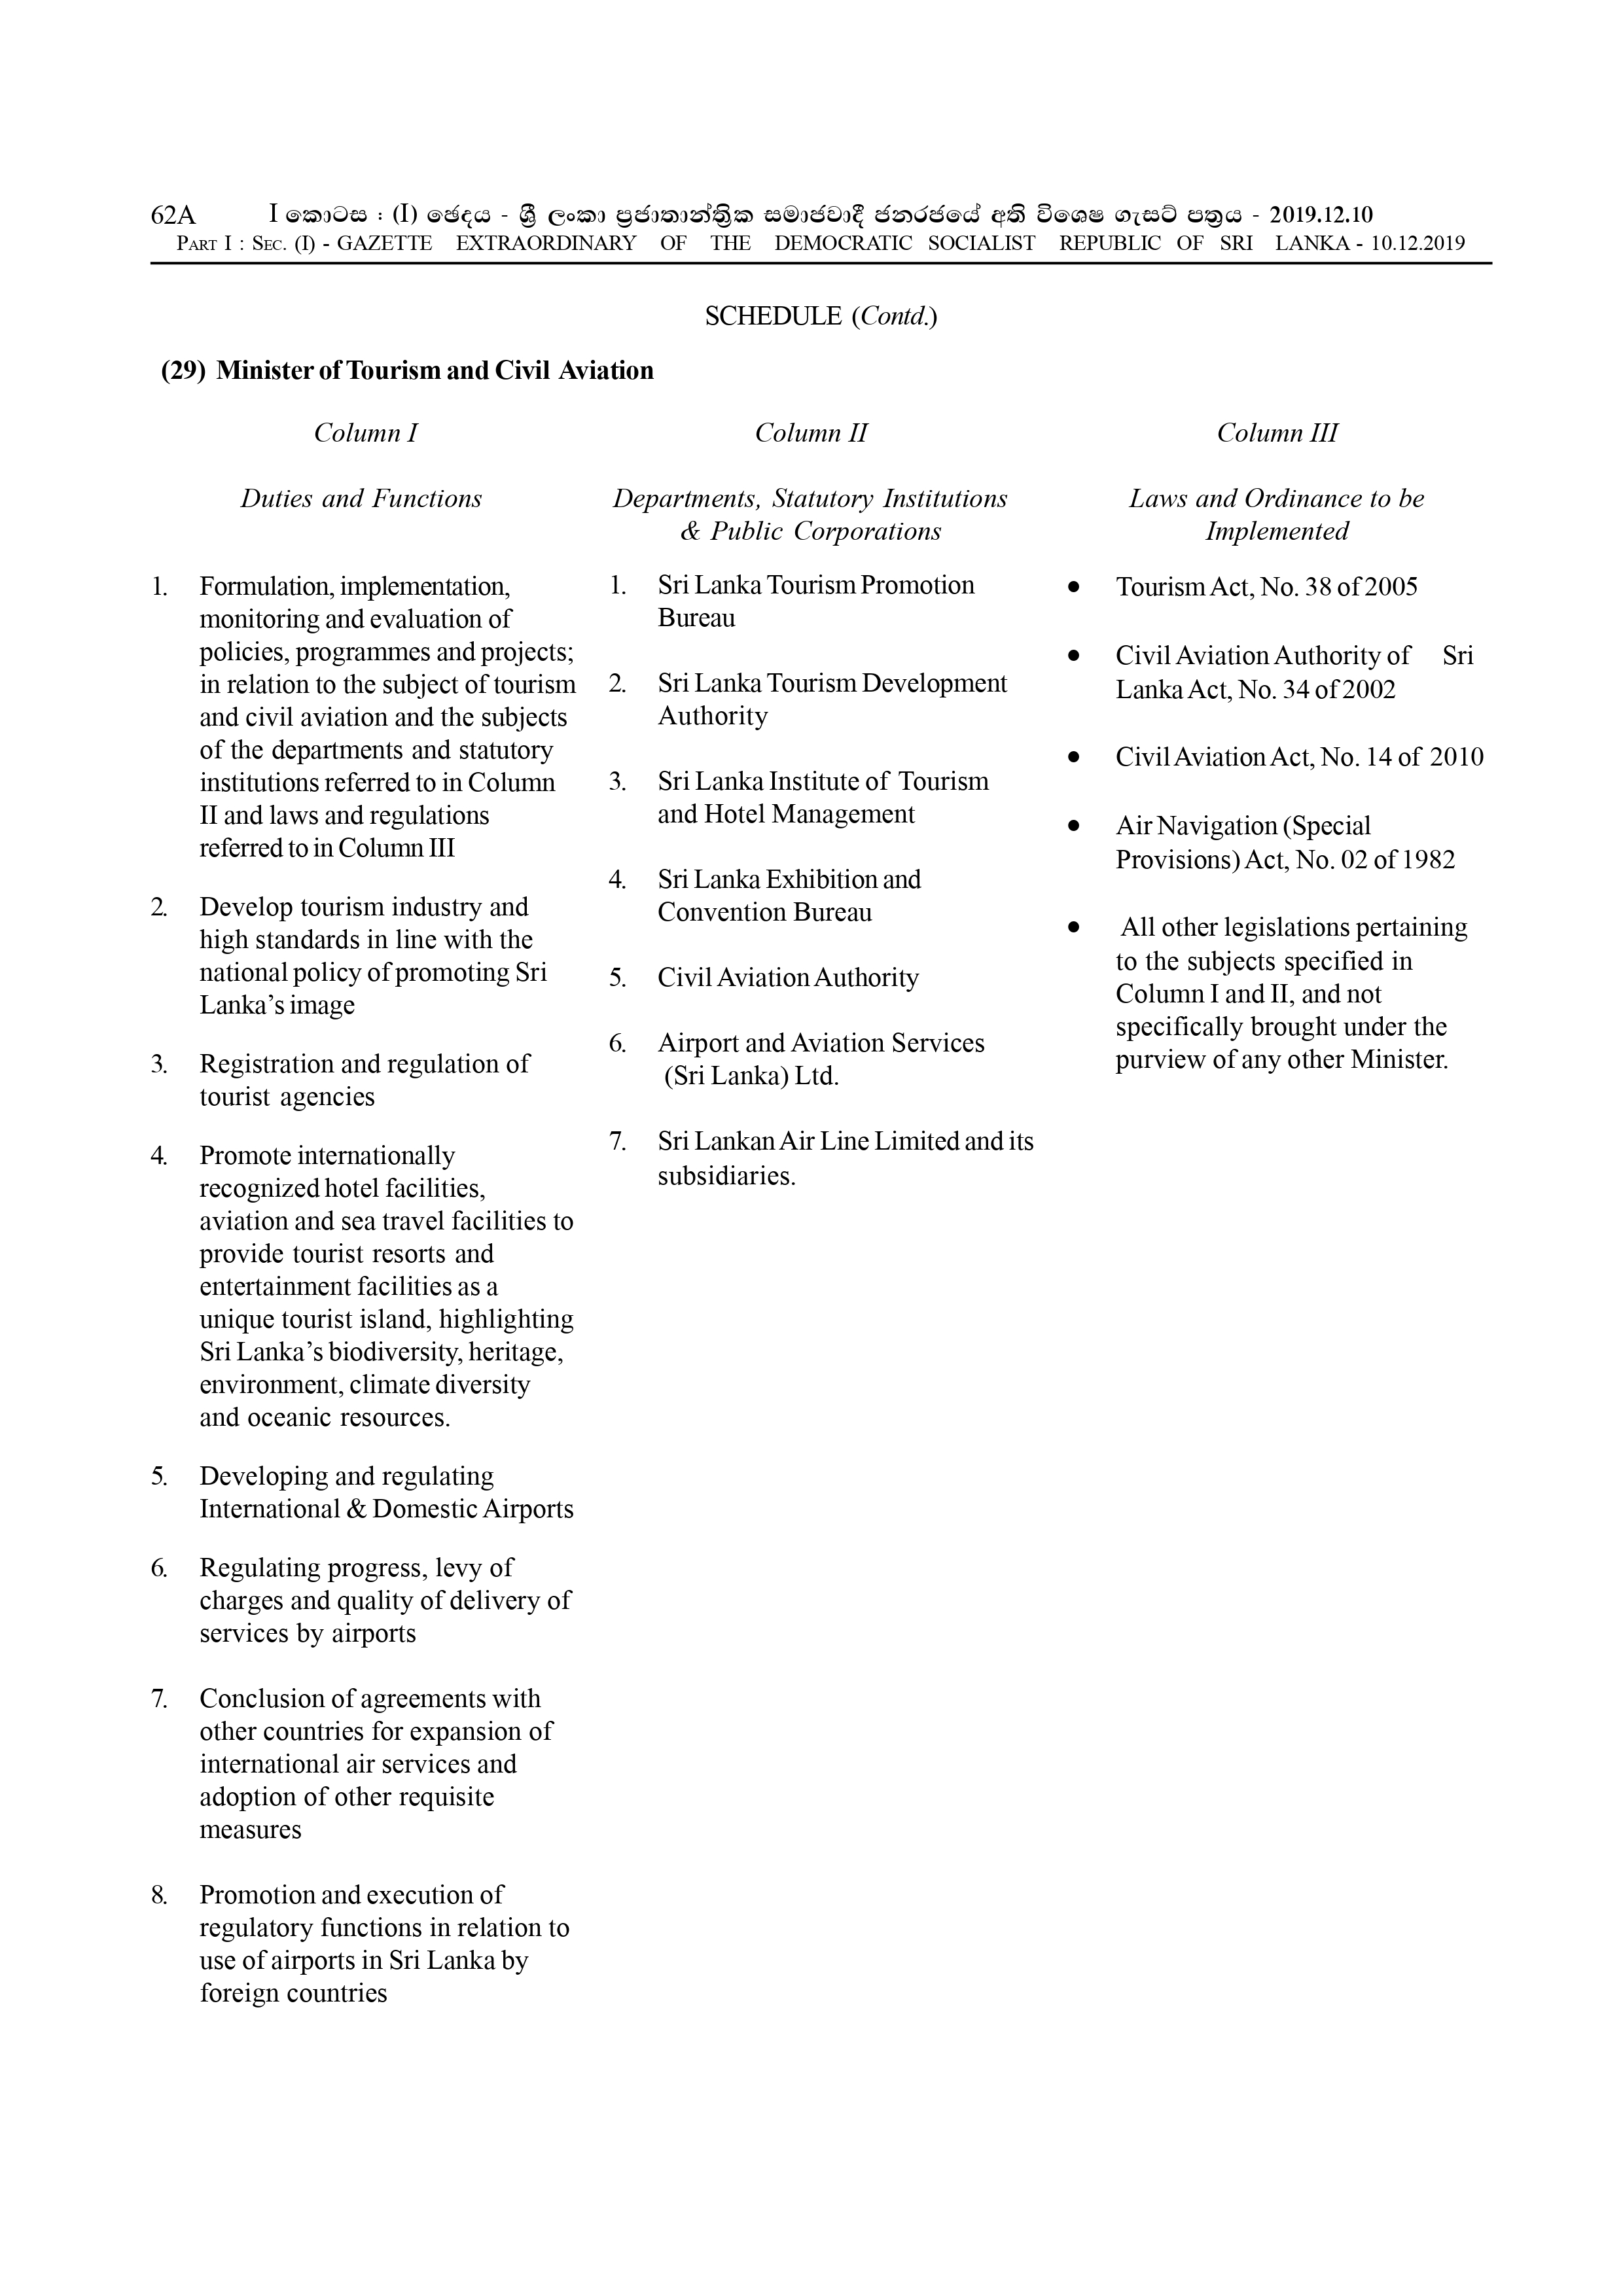 62A I කොටස : (I) ඡෙදය - ශ්‍රී ලංකා ප්‍රජාතාන්ත්‍රික සමාජවාදී ජනරජයේ අති විශෙෂ ගැසට් පත්‍රය - 2019.12.10
PART I : SEC. (I) - GAZETTE EXTRAORDINARY OF THE DEMOCRATIC SOCIALIST REPUBLIC OF SRI LANKA - 10.12.2019
SCHEDULE (Contd.)
(29) Minister of Tourism and Civil Aviation
Column I
Duties and Functions
1. Formulation, implementation,
monitoring and evaluation of
policies, programmes and projects;
in relation to the subject of tourism
and civil aviation and the subjects
of the departments and statutory
institutions referred to in Column
II and laws and regulations
referred to in Column III
2. Develop tourism industry and
high standards in line with the
national policy of promoting Sri
Lanka’s image
3. Registration and regulation of
tourist agencies
4. Promote internationally
recognized hotel facilities,
aviation and sea travel facilities to
provide tourist resorts and
entertainment facilities as a
unique tourist island, highlighting
Sri Lanka’s biodiversity, heritage,
environment, climate diversity
and oceanic resources.
5. Developing and regulating
International & Domestic Airports
6. Regulating progress, levy of
charges and quality of delivery of
services by airports
7. Conclusion of agreements with
other countries for expansion of
international air services and
adoption of other requisite
measures
8. Promotion and execution of
regulatory functions in relation to
use of airports in Sri Lanka by
foreign countries
Column II
Departments, Statutory Institutions
& Public Corporations
1. Sri Lanka Tourism Promotion
Bureau
2. Sri Lanka Tourism Development
Authority
3. Sri Lanka Institute of Tourism
and Hotel Management
4. Sri Lanka Exhibition and
Convention Bureau
5. Civil Aviation Authority
6. Airport and Aviation Services
(Sri Lanka) Ltd.
7. Sri Lankan Air Line Limited and its
subsidiaries.
Column III
Laws and Ordinance to be
Implemented
• Tourism Act, No. 38 of 2005
• Civil Aviation Authority of Sri
Lanka Act, No. 34 of 2002
• Civil Aviation Act, No. 14 of 2010
• Air Navigation (Special
Provisions) Act, No. 02 of 1982
• All other legislations pertaining
to the subjects specified in
Column I and II, and not
specifically brought under the
purview of any other Minister.